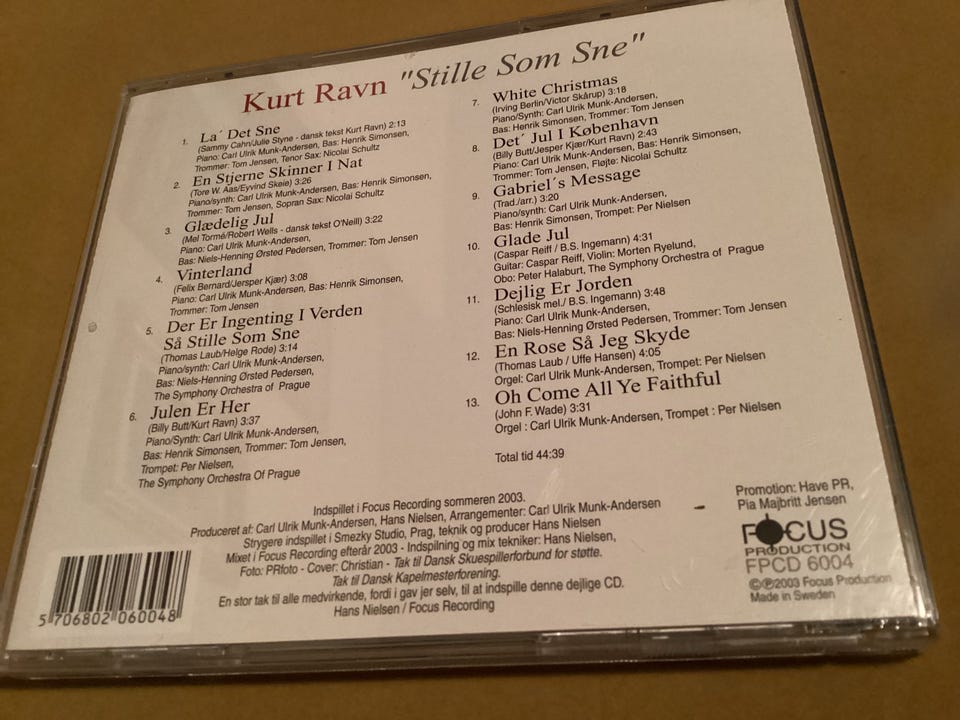 Kurt Ravn "Stille Som Sne"
1. La´ Det Sne
(Sammy Cahn/Julie Styne - dansk tekst Kurt Ravn) 2:13
Piano: Carl Ulrik Munk-Andersen, Bas: Henrik Simonsen,
Trommer: Tom Jensen, Tenor Sax: Nicolai Schultz
2. En Stjerne Skinner I Nat
(Tore W. Aas/Eyvind Skeie) 3:26
Piano/synth: Carl Ulrik Munk-Andersen, Bas: Henrik Simonsen,
Trommer: Tom Jensen, Sopran Sax: Nicolai Schultz
3. Glædelig Jul
(Mel Tormé/Robert Wells - dansk tekst O'Neill) 3:22
Piano: Carl Ulrik Munk-Andersen,
Bas: Niels-Henning Ørsted Pedersen, Trommer: Tom Jensen
4. Vinterland
(Felix Bernard/Jesper Kjær) 3:08
Piano: Carl Ulrik Munk-Andersen, Bas: Henrik Simonsen,
Trommer: Tom Jensen
5. Der Er Ingenting I Verden
Så Stille Som Sne
(Thomas Laub/Helge Rode) 3:14
Piano/synth: Carl Ulrik Munk-Andersen,
Bas: Niels-Henning Ørsted Pedersen,
The Symphony Orchestra of Prague
6. Julen Er Her
(Billy Butt/Kurt Ravn) 3:37
Piano/Synth: Carl Ulrik Munk-Andersen,
Bas: Henrik Simonsen, Trommer: Tom Jensen,
Trompet: Per Nielsen,
The Symphony Orchestra Of Prague
7. White Christmas
(Irving Berlin/Victor Skårup) 3:18
Piano/Synth: Carl Ulrik Munk-Andersen,
Bas: Henrik Simonsen, Trommer: Tom Jensen
8. Det´ Jul I København
(Billy Butt/Jesper Kjær/Kurt Ravn) 2:43
Piano: Carl Ulrik Munk-Andersen, Bas: Henrik Simonsen,
Trommer: Tom Jensen, Fløjte: Nicolai Schultz
9. Gabriel´s Message
(Trad./arr.) 3:20
Piano/synth: Carl Ulrik Munk-Andersen,
Bas: Henrik Simonsen, Trompet: Per Nielsen
10. Glade Jul
(Caspar Reiff / B.S. Ingemann) 4:31
Guitar: Caspar Reiff, Violin: Morten Ryelund,
Obo: Peter Halaburt, The Symphony Orchestra of Prague
11. Dejlig Er Jorden
(Schlesisk mel./ B.S. Ingemann) 3:48
Piano: Carl Ulrik Munk-Andersen,
Bas: Niels-Henning Ørsted Pedersen, Trommer: Tom Jensen
12. En Rose Så Jeg Skyde
(Thomas Laub / Uffe Hansen) 4:05
Orgel: Carl Ulrik Munk-Andersen, Trompet: Per Nielsen
13. Oh Come All Ye Faithful
(John F. Wade) 3:31
Orgel : Carl Ulrik Munk-Andersen, Trompet : Per Nielsen
Total tid 44:39
Indspillet i Focus Recording sommeren 2003.
Produceret af: Carl Ulrik Munk-Andersen, Hans Nielsen, Arrangementer: Carl Ulrik Munk-Andersen
Strygere indspillet i Smezky Studio, Prag, teknik og producer Hans Nielsen
Mixet i Focus Recording efterår 2003 - Indspilning og mix tekniker: Hans Nielsen,
Foto: PRfoto - Cover: Christian - Tak til Dansk Skuespillerforbund for støtte.
Tak til Dansk Kapelmesterforening.
En stor tak til alle medvirkende, fordi i gav jer selv, til at indspille denne dejlige CD.
Hans Nielsen / Focus Recording
Promotion: Have PR,
Pia Majbritt Jensen
FOCUS
PRODUCTION
FPCD 6004
©℗2003 Focus Production
Made in Sweden
5 706802 060048